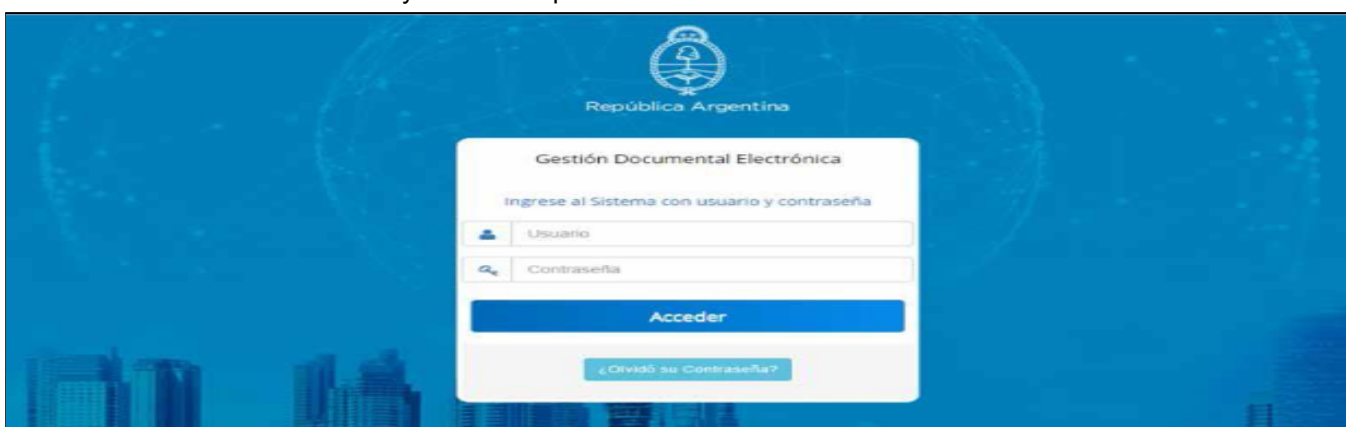 República Argentina
Gestión Documental Electrónica
Ingrese al Sistema con usuario y contraseña
Usuario
Contraseña
Acceder
¿Olvidó su Contraseña?